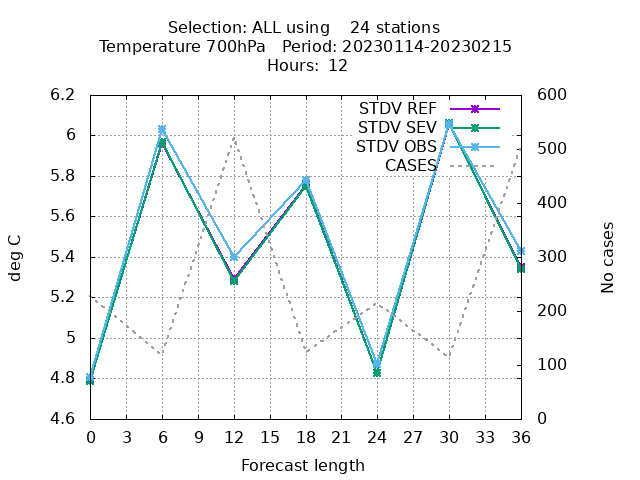 Selection: ALL using    24 stations
Temperature 700hPa   Period: 20230114-20230215
Hours: 12
6.2
6
5.8
5.6
5.4
5.2
5
4.8
4.6
deg C
STDV REF
STDV SEV
STDV OBS
CASES
600
500
400
300
200
100
0
No cases
0 3 6 9 12 15 18 21 24 27 30 33 36
Forecast length